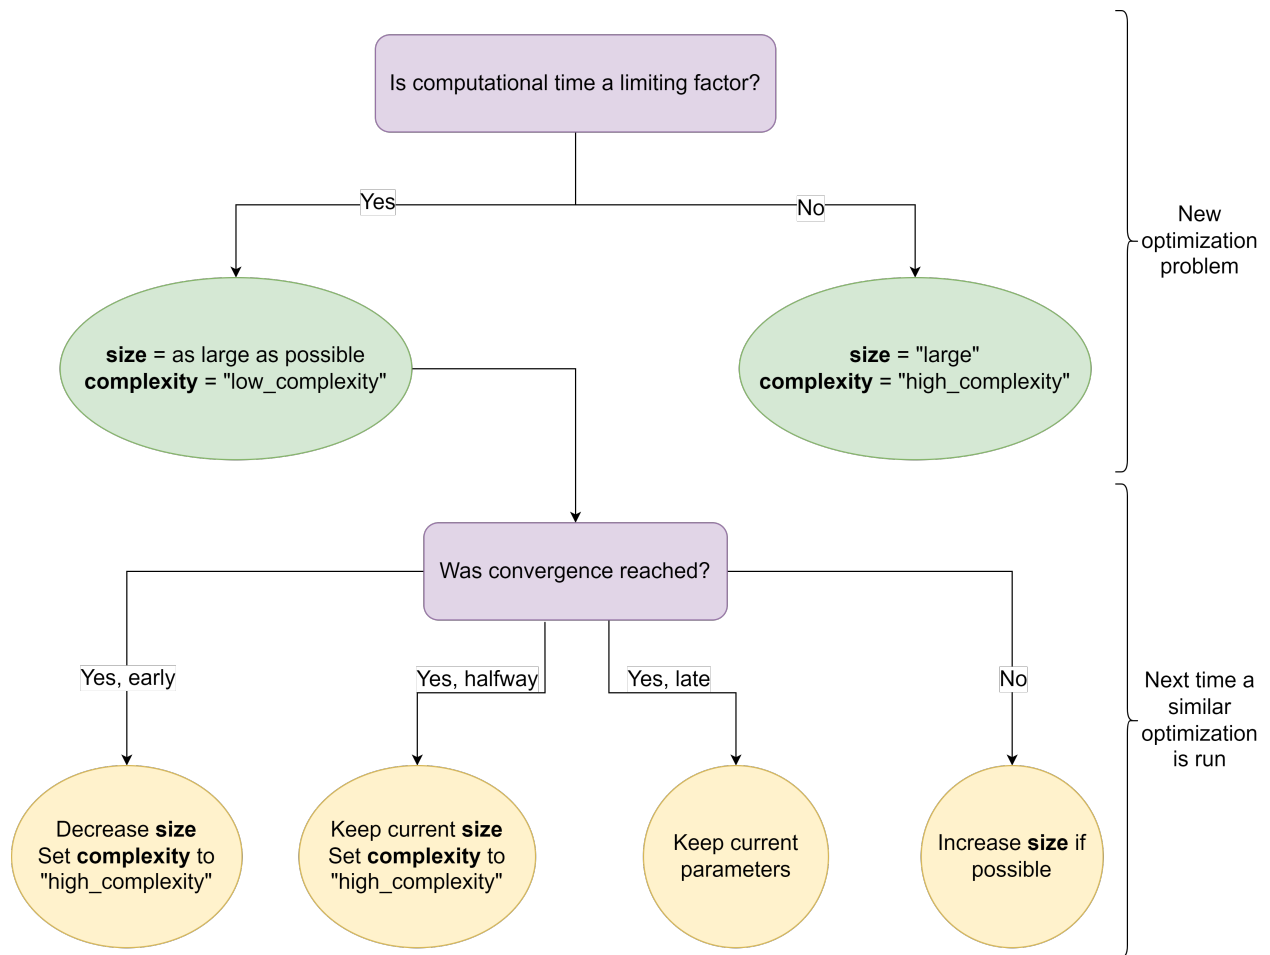 Is computational time a limiting factor?
Yes
No
New
optimization
problem
size = as large as possible
complexity = "low_complexity"
size = "large"
complexity = "high_complexity"
Was convergence reached?
Yes, early
Yes, halfway
Yes, late
No
Next time a
similar
optimization
is run
Decrease size
Set complexity to
"high_complexity"
Keep current size
Set complexity to
"high_complexity"
Keep current
parameters
Increase size if
possible